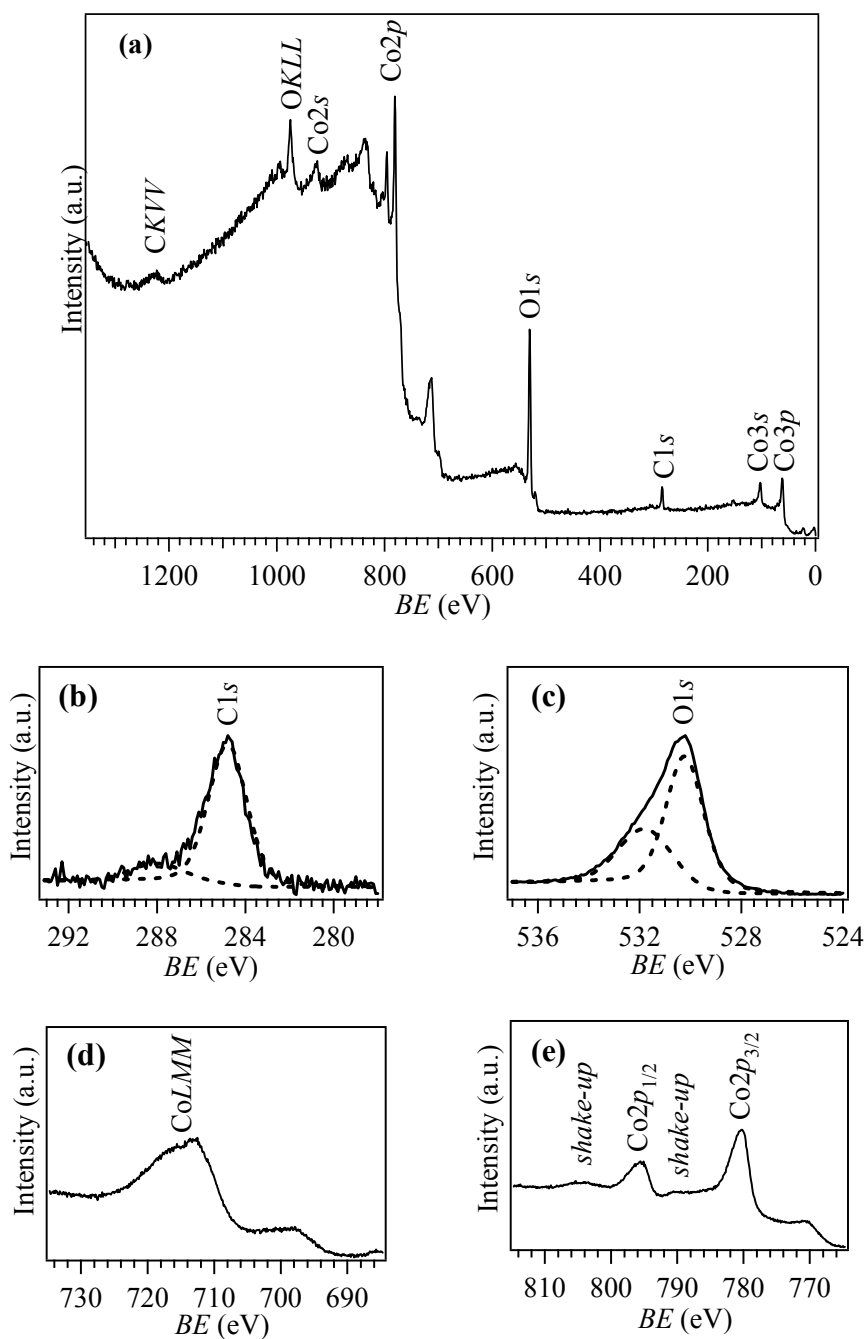 (a)
Intensity (a.u.)
CKVV
OKLL
Co2s
Co2p
O1s
C1s
Co3s
Co3p
1200 1000 800 600 400 200 0
BE (eV)
(b)
Intensity (a.u.)
C1s
292 288 284 280
BE (eV)
(c)
Intensity (a.u.)
O1s
536 532 528 524
BE (eV)
(d)
Intensity (a.u.)
CoLMM
730 710 700 690
BE (eV)
(e)
Intensity (a.u.)
shake-up
Co2p1/2
shake-up
Co2p3/2
810 800 790 780 770
BE (eV)